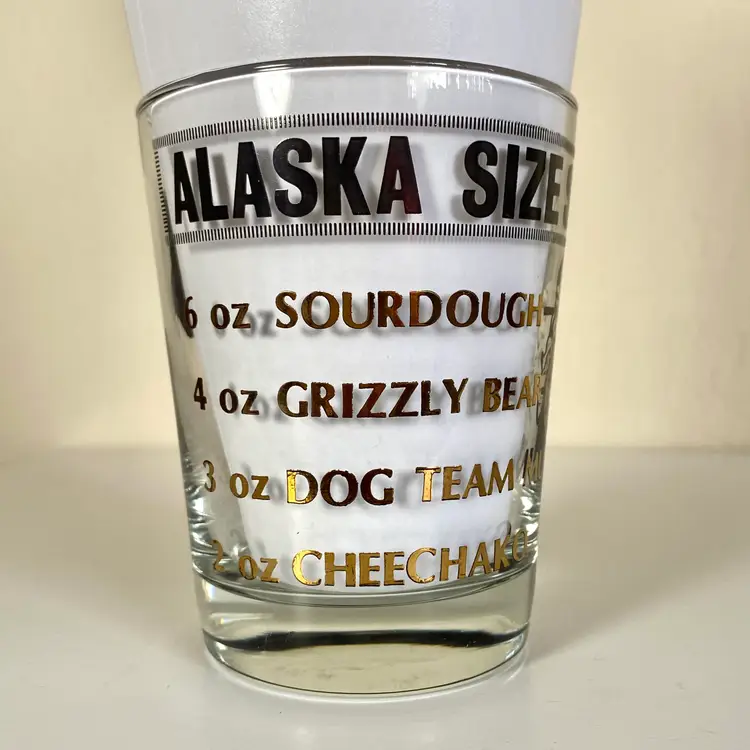 ALASKA SIZE
6 oz SOURDOUGH
4 oz GRIZZLY BEAR
3 oz DOG TEAM
2 oz CHEECHAKO